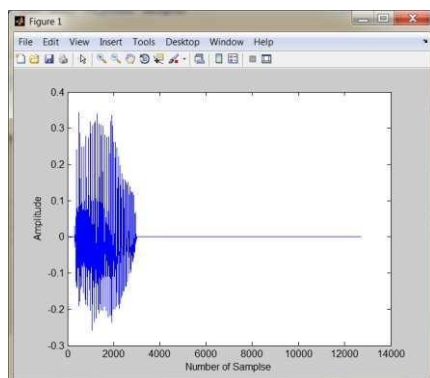 Figure 1
File Edit View Insert Tools Desktop Window Help
0.4
0.3
0.2
0.1
0
-0.1
-0.2
-0.3
Amplitude
0 2000 4000 6000 8000 10000 12000 14000
Number of Samplse